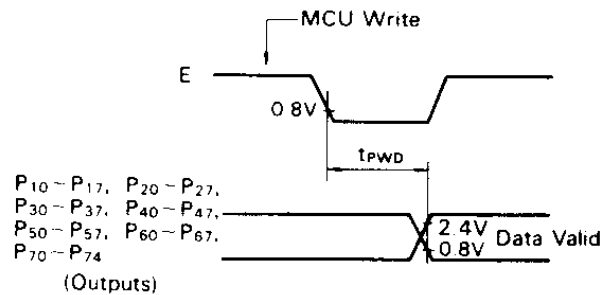 MCU Write
E
0.8V
tPWD
P10~P17, P20~P27,
P30~P37, P40~P47,
P50~P57, P60~P67,
P70~P74
(Outputs)
2.4V
0.8V
Data Valid